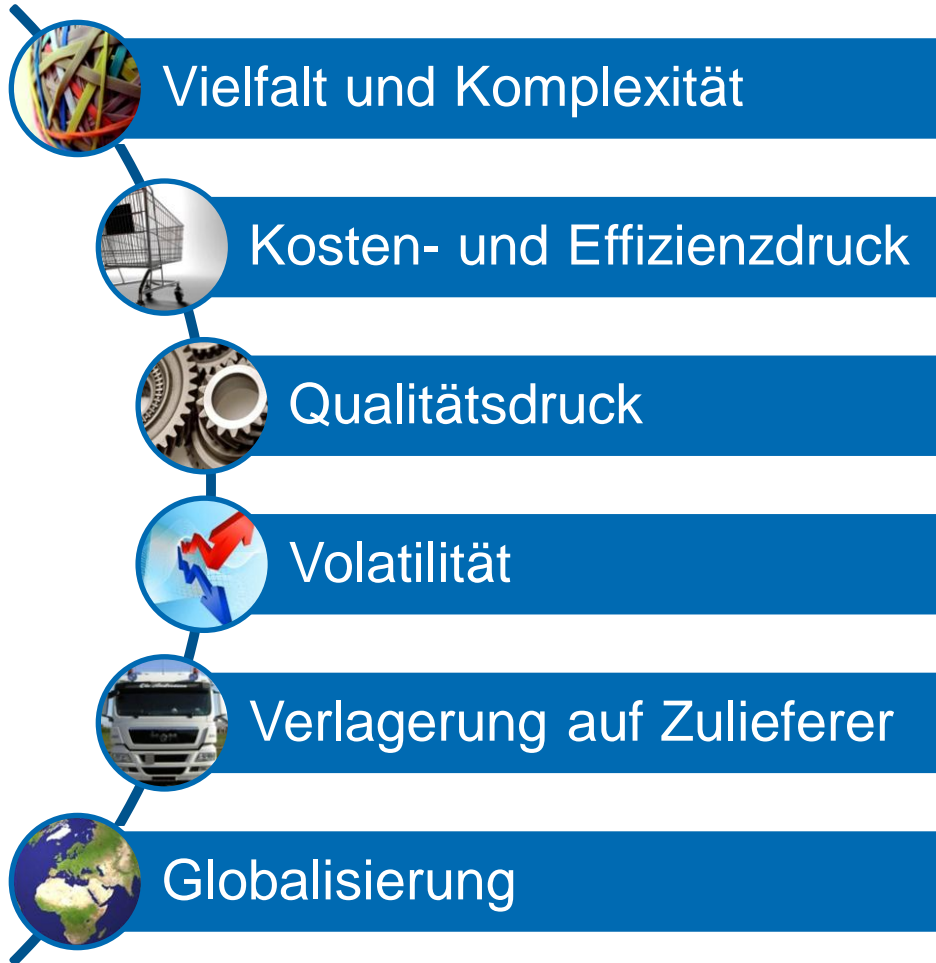 Vielfalt und Komplexität
Kosten- und Effizienzdruck
Qualitätsdruck
Volatilität
Verlagerung auf Zulieferer
Globalisierung